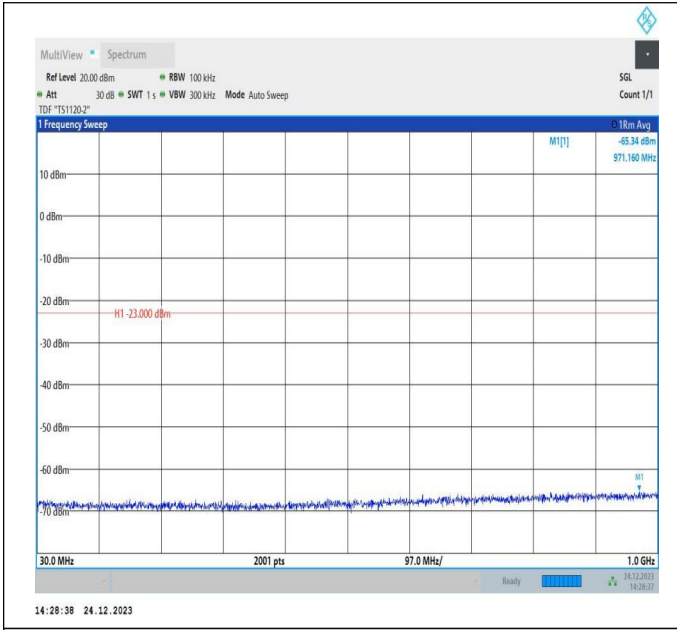 R/S
MultiView Spectrum
Ref Level 20.00 dBm RBW 100 kHz SGL
Att 30 dB SWT 1 s VBW 300 kHz Mode Auto Sweep Count 1/1
TDF "TS1120-2"
1 Frequency Sweep 1Rm Avg
M1[1] -65.34 dBm
971.160 MHz
10 dBm
0 dBm
-10 dBm
-20 dBm
H1 -23.000 dBm
-30 dBm
-40 dBm
-50 dBm
-60 dBm
M1
-70 dBm
30.0 MHz 2001 pts 97.0 MHz/ 1.0 GHz
Ready 24.12.2023
14:28:37
14:28:38 24.12.2023